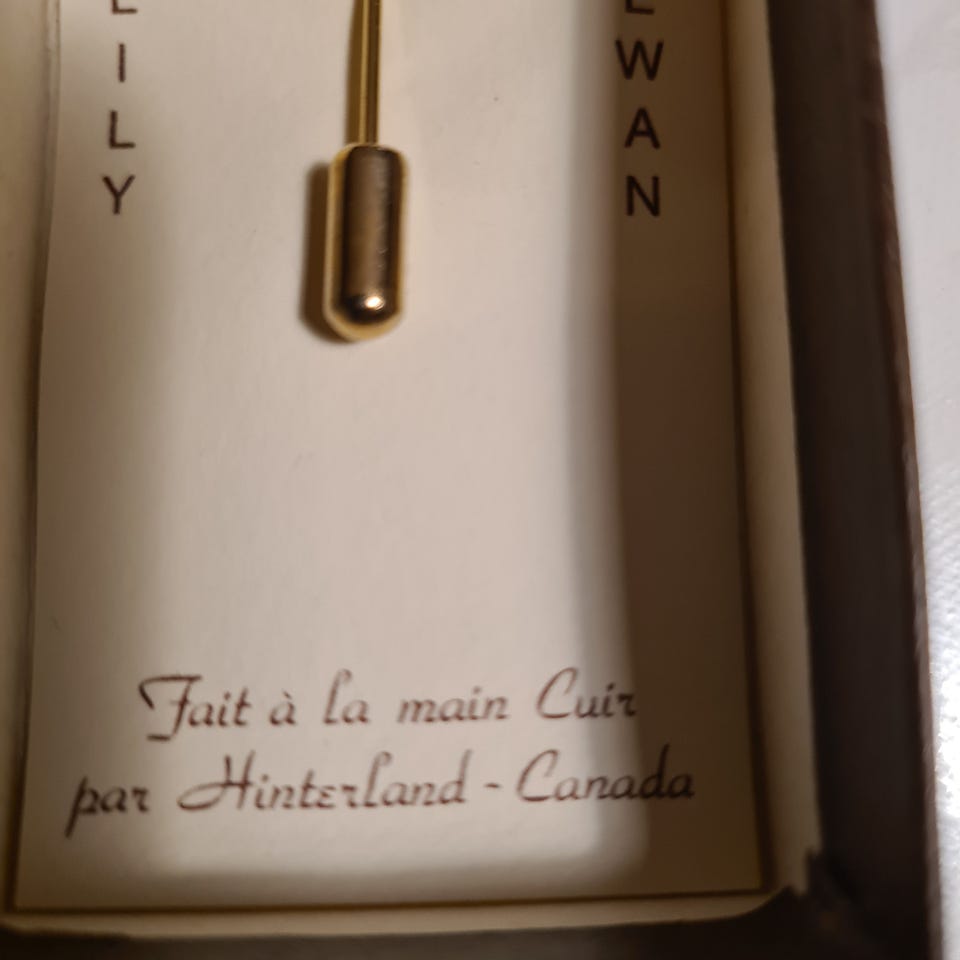 L
I
L
Y
E
W
A
N
Fait à la main Cuir
par Hinterland - Canada